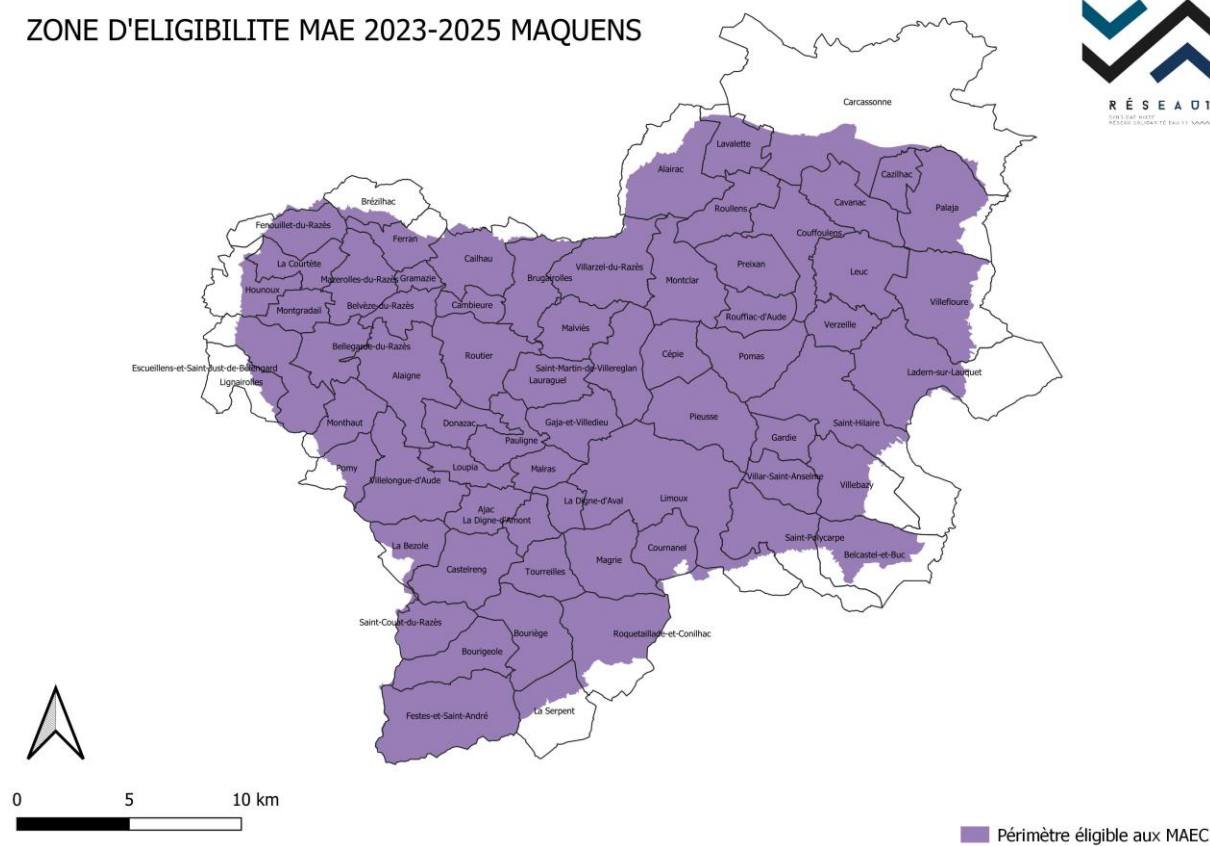 ZONE D'ELIGIBILITE MAE 2023-2025 MAQUENS
RÉSEAU11
Carcassonne
Lavalette
Alairac
Cazilhac
Brézilhac
Roullens
Cavanac
Palaja
Fenouillet-du-Razès
Ferran
Couffoulens
La Courtète
Cailhau
Villarzel-du-Razès
Preixan
Leuc
Mazerolles-du-Razès
Gramazie
Brugairolles
Montclar
Hounoux
Villefloure
Montgradail
Belvèze-du-Razès
Cambieure
Rouffiac-d'Aude
Malviès
Verzeille
Bellegarde-du-Razès
Routier
Cépie
Pomas
Escueillens-et-Saint-Just-de-Bélengard
Alaigne
Saint-Martin-de-Villereglan
Ladern-sur-Lauquet
Lignairolles
Lauraguel
Monthaut
Donazac
Gaja-et-Villedieu
Pieusse
Saint-Hilaire
Pauligne
Gardie
Pomy
Loupia
Malras
Villelongue-d'Aude
Villar-Saint-Anselme
Villebazy
La Digne-d'Aval
Limoux
Ajac
La Digne-d'Amont
Saint-Polycarpe
La Bezole
Cournanel
Belcastel-et-Buc
Magrie
Castelreng
Tourreilles
Saint-Couat-du-Razès
Bouriège
Roquetaillade-et-Conilhac
Bourigeole
La Serpent
Festes-et-Saint-André
0 5 10 km
Périmètre éligible aux MAEC